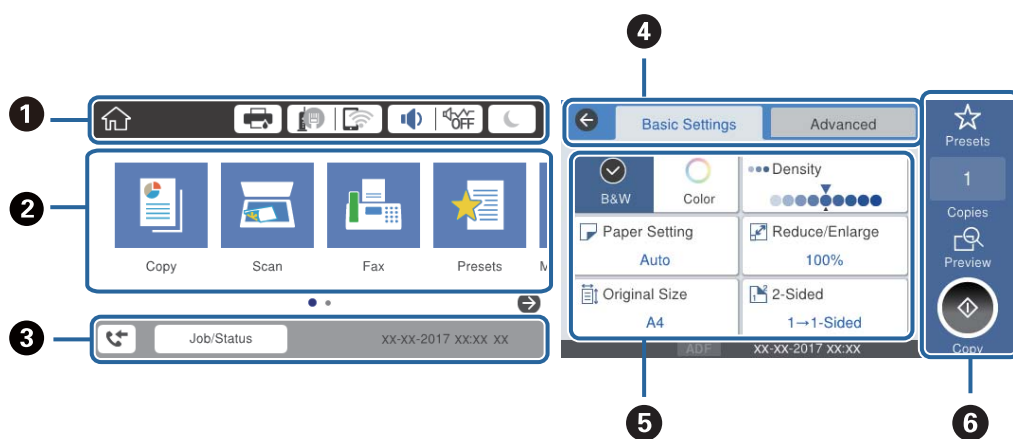 4
1
OFF
2
Copy
Scan
Fax
Presets
M
3
Job/Status
XX-XX-2017 XX:XX XX
Basic Settings
Advanced
B&W
Color
Density
Paper Setting
Auto
Reduce/Enlarge
100%
Original Size
A4
1 2
2-Sided
1→1-Sided
ADF
XX-XX-2017 XX:XX
Presets
1
Copies
Preview
Copy
5
6